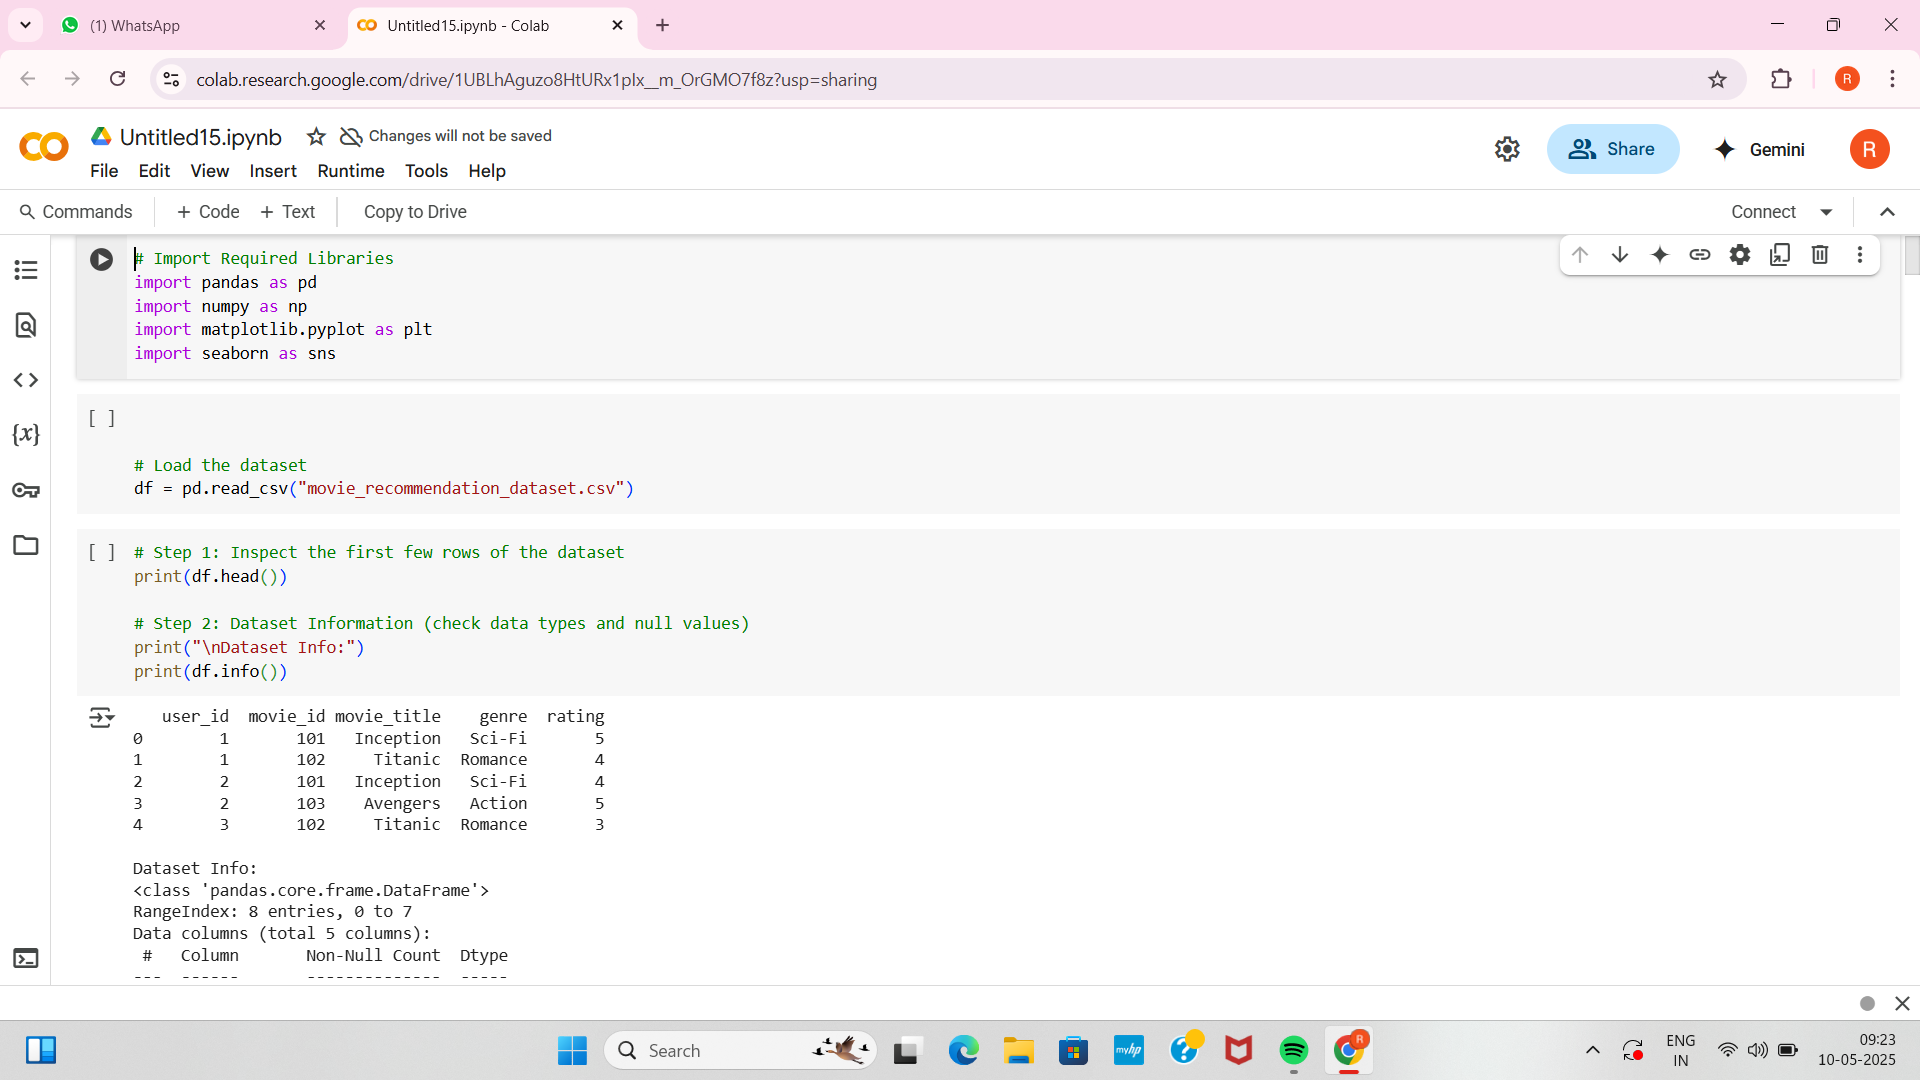 (1) WhatsApp
Untitled15.ipynb - Colab
colab.research.google.com/drive/1UBLhAguzo8HtURx1pIx__m_OrGMO7f8z?usp=sharing
R
Untitled15.ipynb
Changes will not be saved
File Edit View Insert Runtime Tools Help
Share
Gemini
R
Commands
+ Code + Text
Copy to Drive
Connect
# Import Required Libraries
import pandas as pd
import numpy as np
import matplotlib.pyplot as plt
import seaborn as sns
[ ]
# Load the dataset
df = pd.read_csv("movie_recommendation_dataset.csv")
[ ] # Step 1: Inspect the first few rows of the dataset
print(df.head())
# Step 2: Dataset Information (check data types and null values)
print("\nDataset Info:")
print(df.info())
user_id movie_id movie_title genre rating
0 1 101 Inception Sci-Fi 5
1 1 102 Titanic Romance 4
2 2 101 Inception Sci-Fi 4
3 2 103 Avengers Action 5
4 3 102 Titanic Romance 3
Dataset Info:
<class 'pandas.core.frame.DataFrame'>
RangeIndex: 8 entries, 0 to 7
Data columns (total 5 columns):
# Column Non-Null Count Dtype
--- ------ -------------- -----
{x}
Search
myhp
R
ENG
IN
09:23
10-05-2025